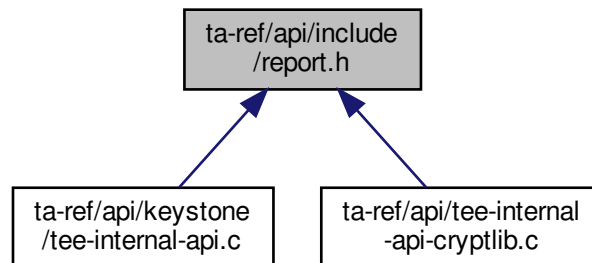 ta-ref/api/include
/report.h
ta-ref/api/keystone
/tee-internal-api.c
ta-ref/api/tee-internal
-api-cryptlib.c